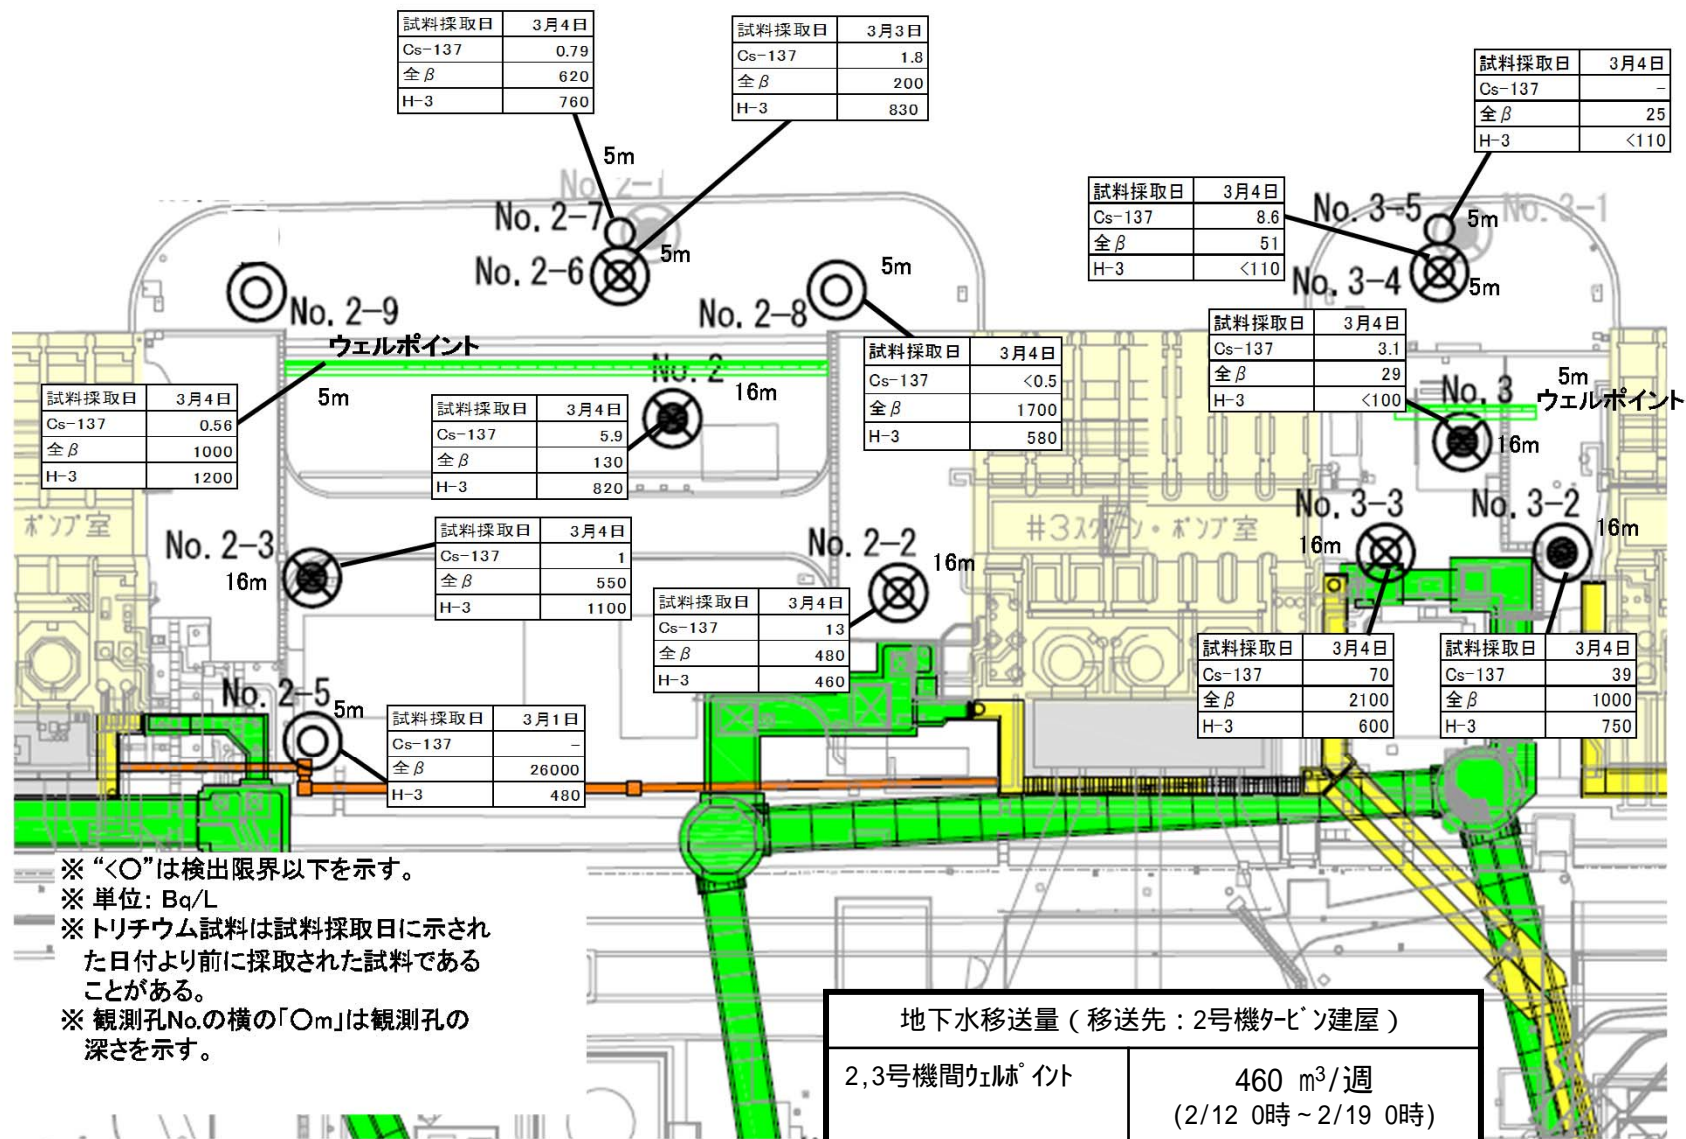 試料採取日 3月4日
Cs-137 0.79
全β 620
H-3 760
試料採取日 3月3日
Cs-137 1.8
全β 200
H-3 830
試料採取日 3月4日
Cs-137 -
全β 25
H-3 <110
5m
No. 2-1
No. 2-7
5m
No. 2-6
試料採取日 3月4日
Cs-137 8.6
全β 51
H-3 <110
No. 3-5
5m
No. 3-1
No. 3-4
5m
No. 2-9
No. 2-8
5m
ウェルポイント
5m
試料採取日 3月4日
Cs-137 0.56
全β 1000
H-3 1200
No. 2
16m
試料採取日 3月4日
Cs-137 5.9
全β 130
H-3 820
試料採取日 3月4日
Cs-137 <0.5
全β 1700
H-3 580
試料採取日 3月4日
Cs-137 3.1
全β 29
H-3 <100
No. 3
5m
ウェルポイント
16m
ポンプ室
No. 2-3
16m
試料採取日 3月4日
Cs-137 1
全β 550
H-3 1100
No. 2-2
16m
#3スクリーン・ポンプ室
No. 3-3
16m
No. 3-2
16m
試料採取日 3月4日
Cs-137 13
全β 480
H-3 460
試料採取日 3月4日
Cs-137 70
全β 2100
H-3 600
試料採取日 3月4日
Cs-137 39
全β 1000
H-3 750
No. 2-5
5m
試料採取日 3月1日
Cs-137 -
全β 26000
H-3 480
※ “<○”は検出限界以下を示す。
※ 単位: Bq/L
※ トリチウム試料は試料採取日に示され
た日付より前に採取された試料である
ことがある。
※ 観測孔No.の横の「○m」は観測孔の
深さを示す。
地下水移送量(移送先:2号機タービン建屋)
2,3号機間ウェルポイント 460 m³/週
(2/12 0時~2/19 0時)